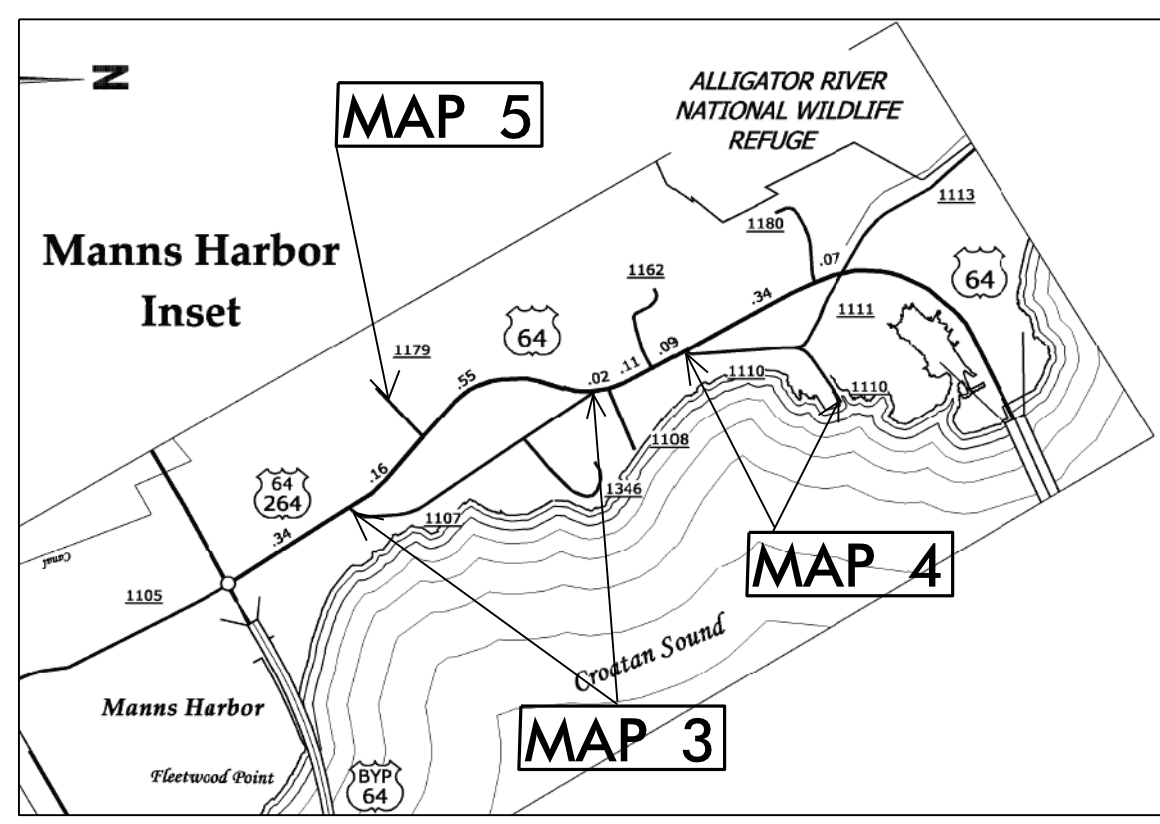 N
MAP 5
ALLIGATOR RIVER
NATIONAL WILDLIFE
REFUGE
Manns Harbor
Inset
1113
1180
.07
64
1162
.34
1111
64
.09
.11
1179
.55
.02
1110
1110
1108
.16
64
264
1346
1107
.34
Canal
MAP 4
1105
Croatan Sound
Manns Harbor
MAP 3
Fleetwood Point
BYP
64